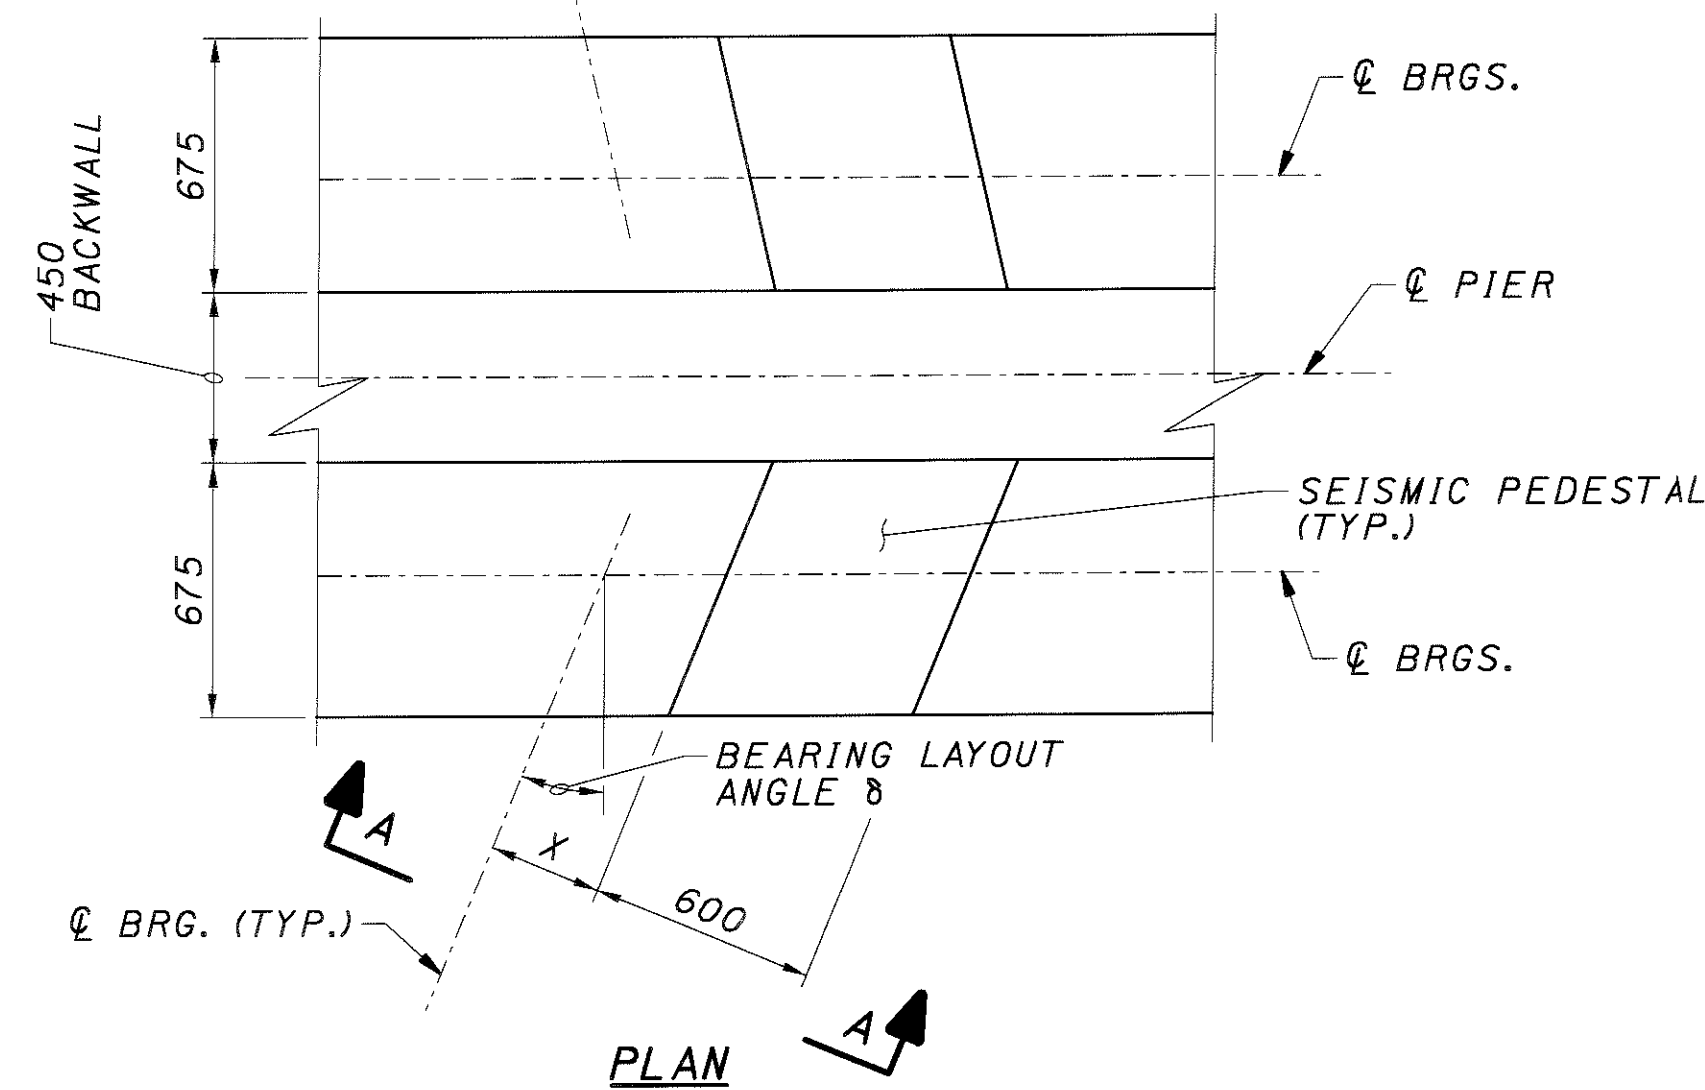 ℄ BRGS.
675
450
BACKWALL
℄ PIER
SEISMIC PEDESTAL
(TYP.)
675
℄ BRGS.
BEARING LAYOUT
ANGLE δ
A
X
600
℄ BRG. (TYP.)
A
PLAN